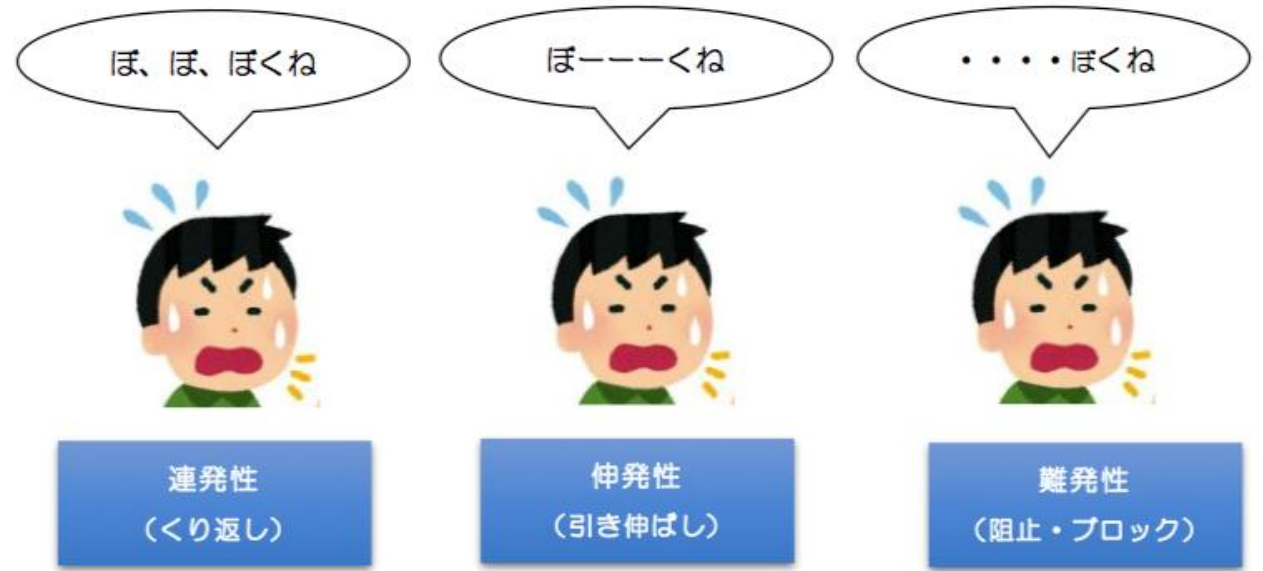 ぼ、ぼ、ぼくね
ぼーーーくね
・・・・ぼくね
連発性
（くり返し）
伸発性
（引き伸ばし）
難発性
（阻止・ブロック）